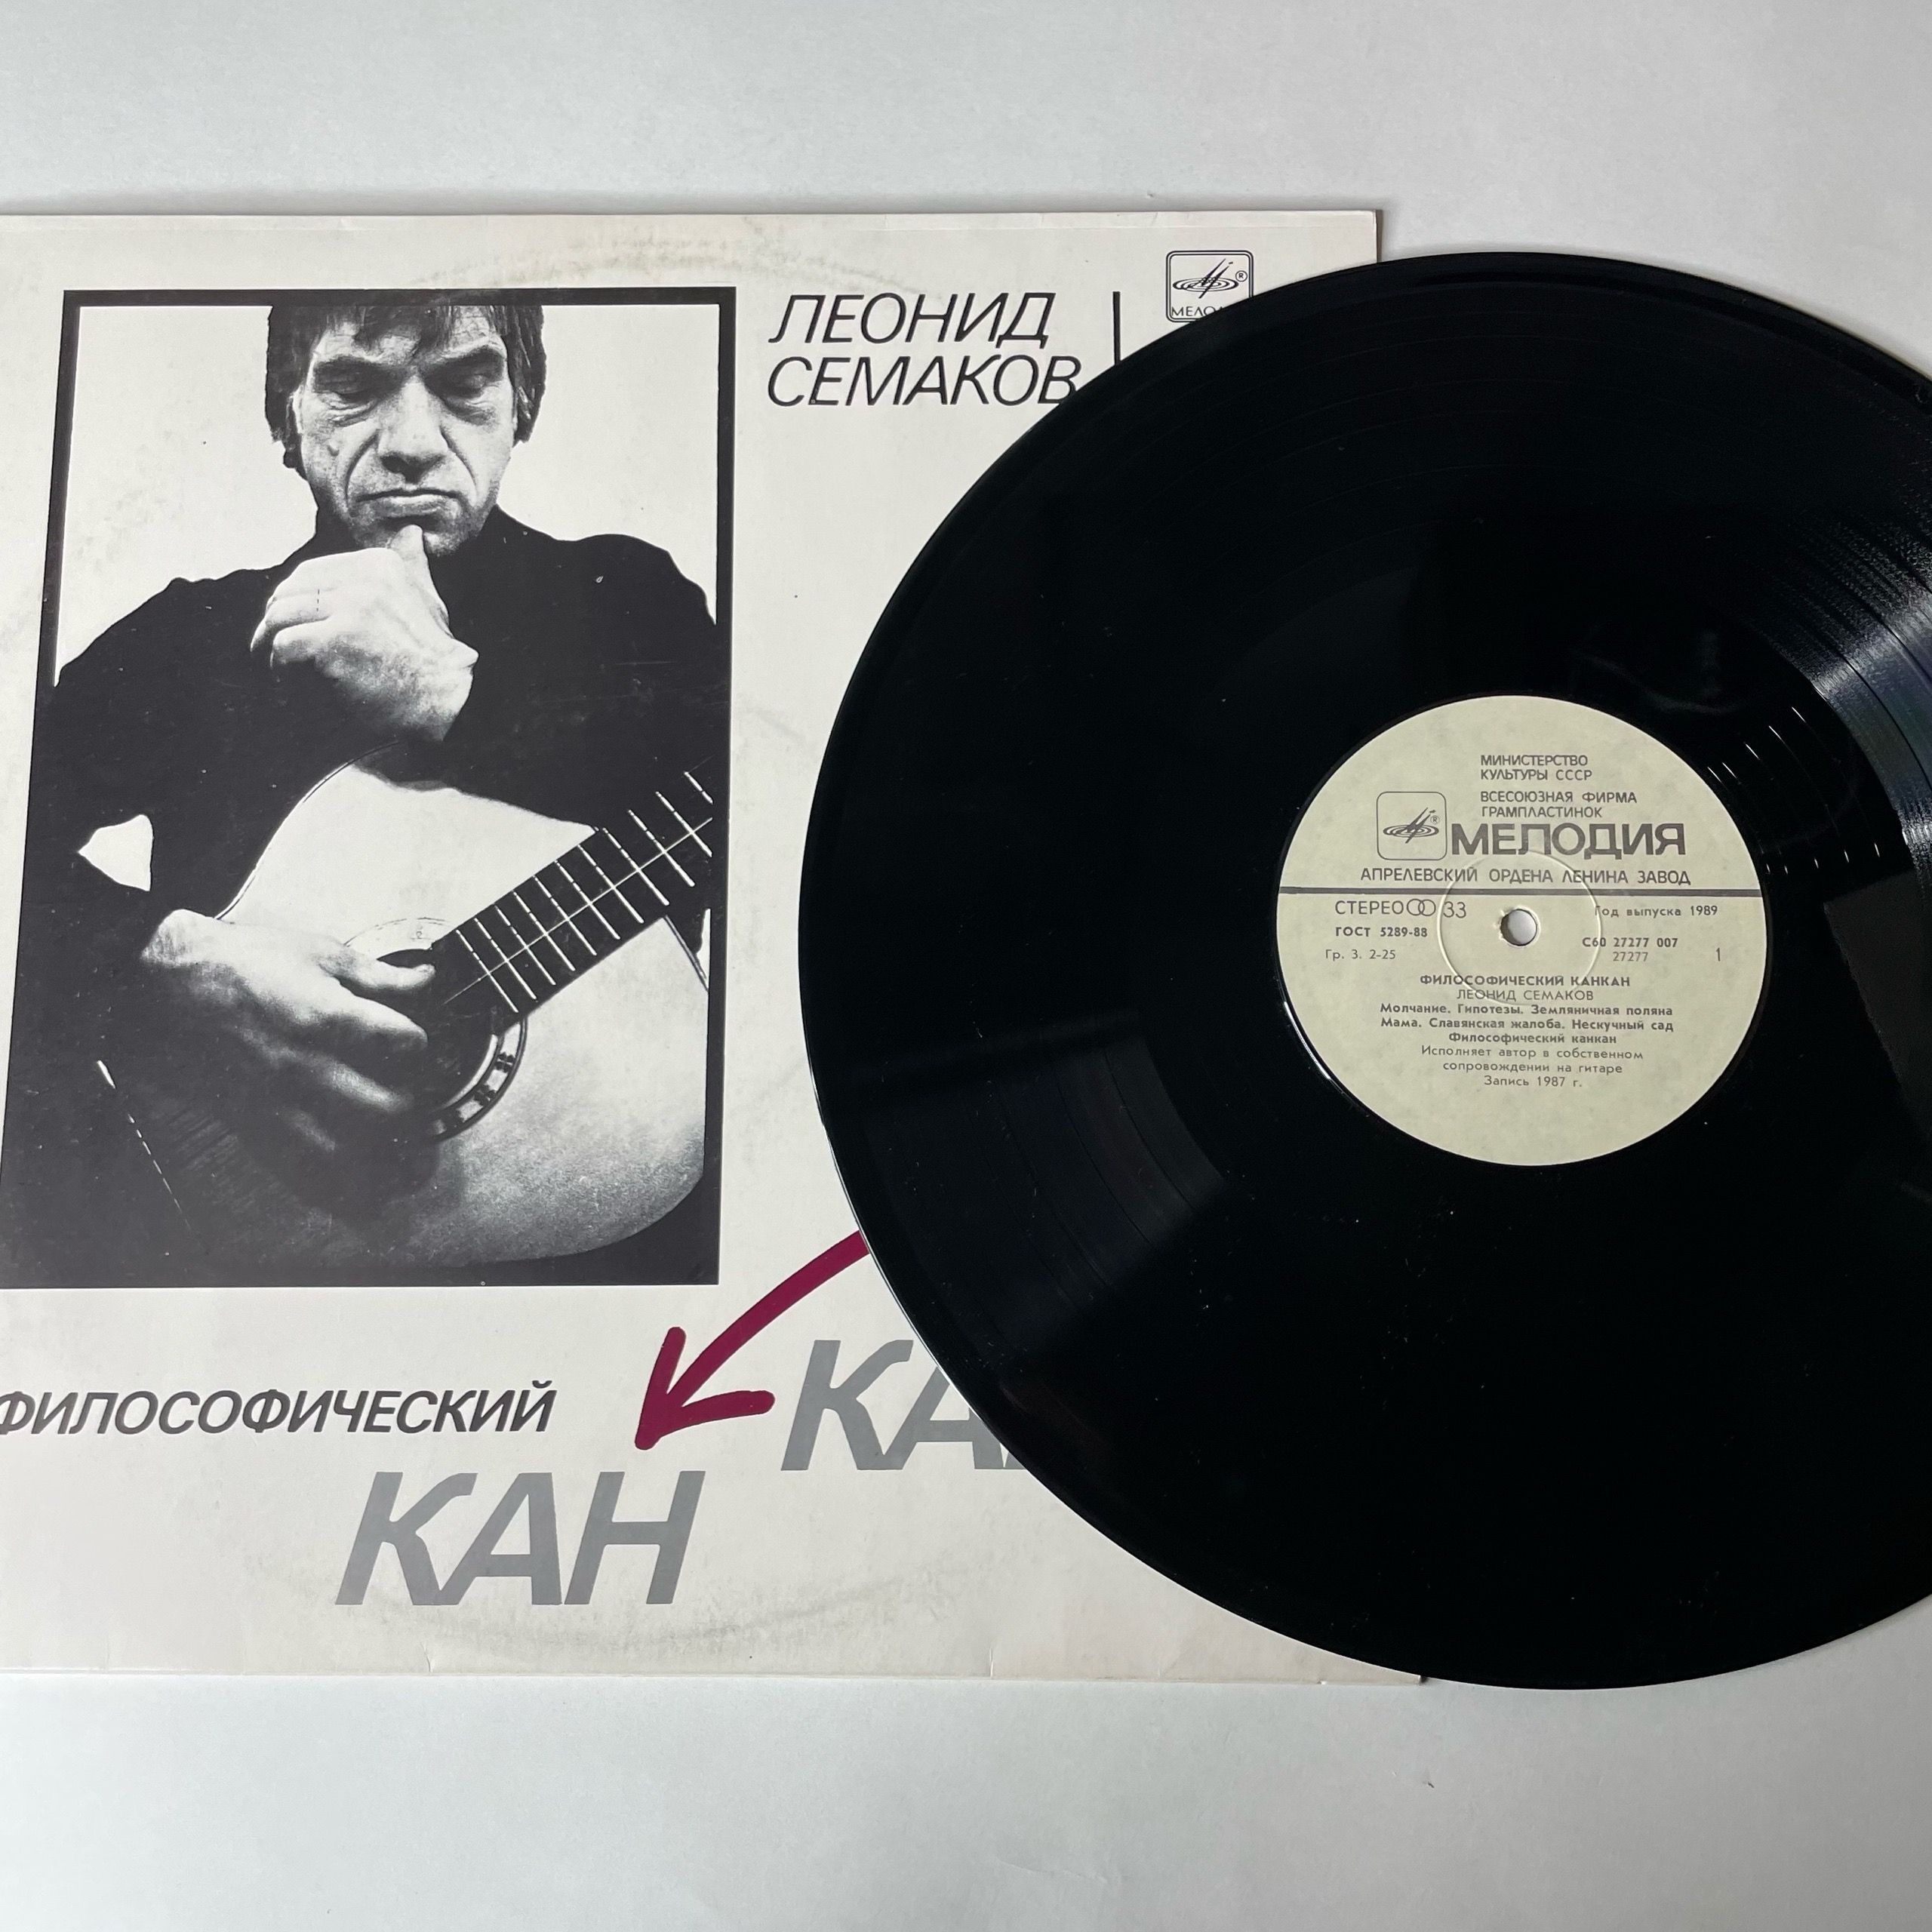 ЛЕОНИД
СЕМАКОВ
ФИЛОСОФИЧЕСКИЙ
КАН
МИНИСТЕРСТВО
КУЛЬТУРЫ СССР
ВСЕСОЮЗНАЯ ФИРМА
ГРАМПЛАСТИНОК
® МЕЛОДИЯ
АПРЕЛЕВСКИЙ ОРДЕНА ЛЕНИНА ЗАВОД
СТЕРЕО 33
Год выпуска 1989
ГОСТ 5289-88
С60 27277 007
Гр. 3. 2-25
27277
1
ФИЛОСОФИЧЕСКИЙ КАНКАН
ЛЕОНИД СЕМАКОВ
Молчание. Гипотезы. Земляничная поляна
Мама. Славянская жалоба. Нескучный сад
Философический канкан
Исполняет автор в собственном
сопровождении на гитаре
Запись 1987 г.